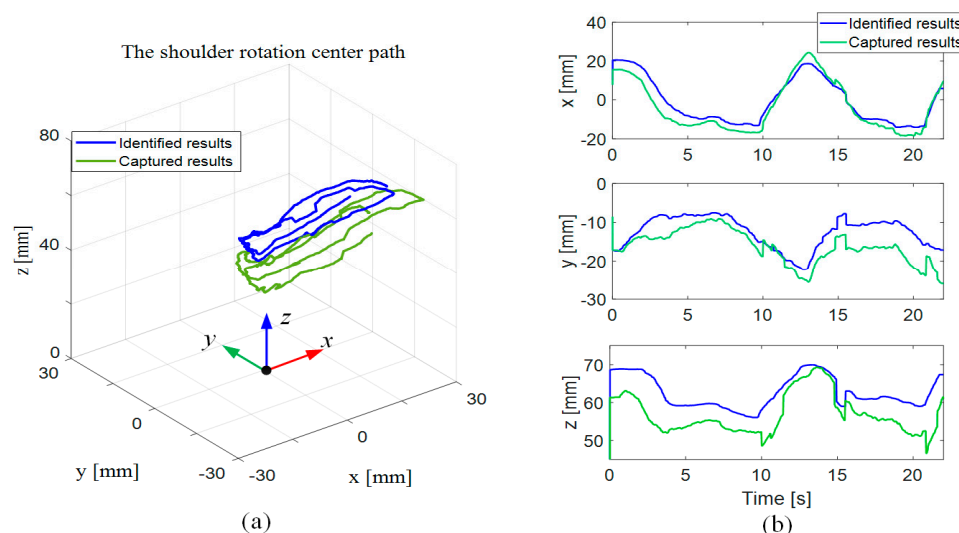 The shoulder rotation center path
Identified results
Captured results
80
40
0
z [mm]
30
0
-30
y [mm]
-30
0
30
x [mm]
z
y
x
(a)
Identified results
Captured results
40
20
0
-20
x [mm]
0
5
10
15
20
0
-10
-20
-30
y [mm]
0
5
10
15
20
70
60
50
z [mm]
0
5
10
15
20
Time [s]
(b)